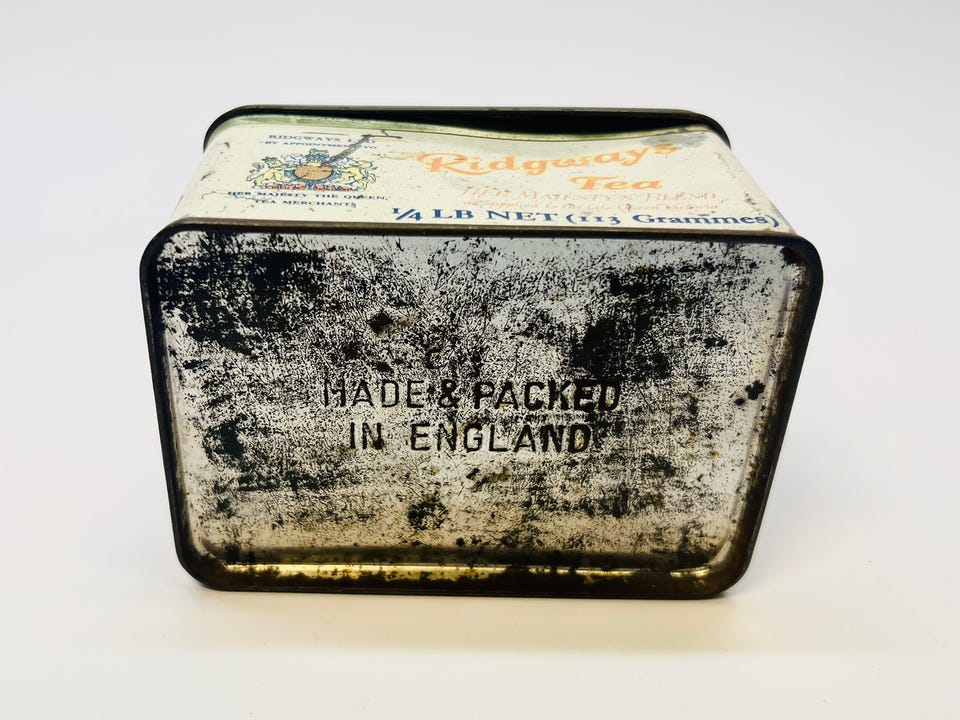 RIDGWAYS LTD
BY APPOINTMENT TO
HER MAJESTY THE QUEEN,
TEA MERCHANTS
Ridgways
Tea
HER MAJESTY'S BLEND
1/4 LB NET (113 Grammes)
MADE & PACKED
IN ENGLAND